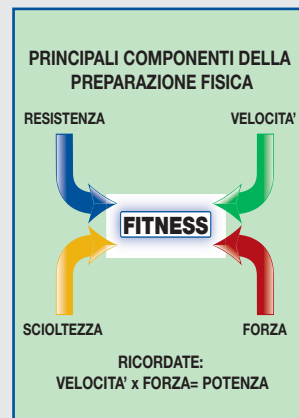 PRINCIPALI COMPONENTI DELLA
PREPARAZIONE FISICA
RESISTENZA
VELOCITA'
FITNESS
SCIOLTEZZA
FORZA
RICORDATE:
VELOCITA' x FORZA= POTENZA